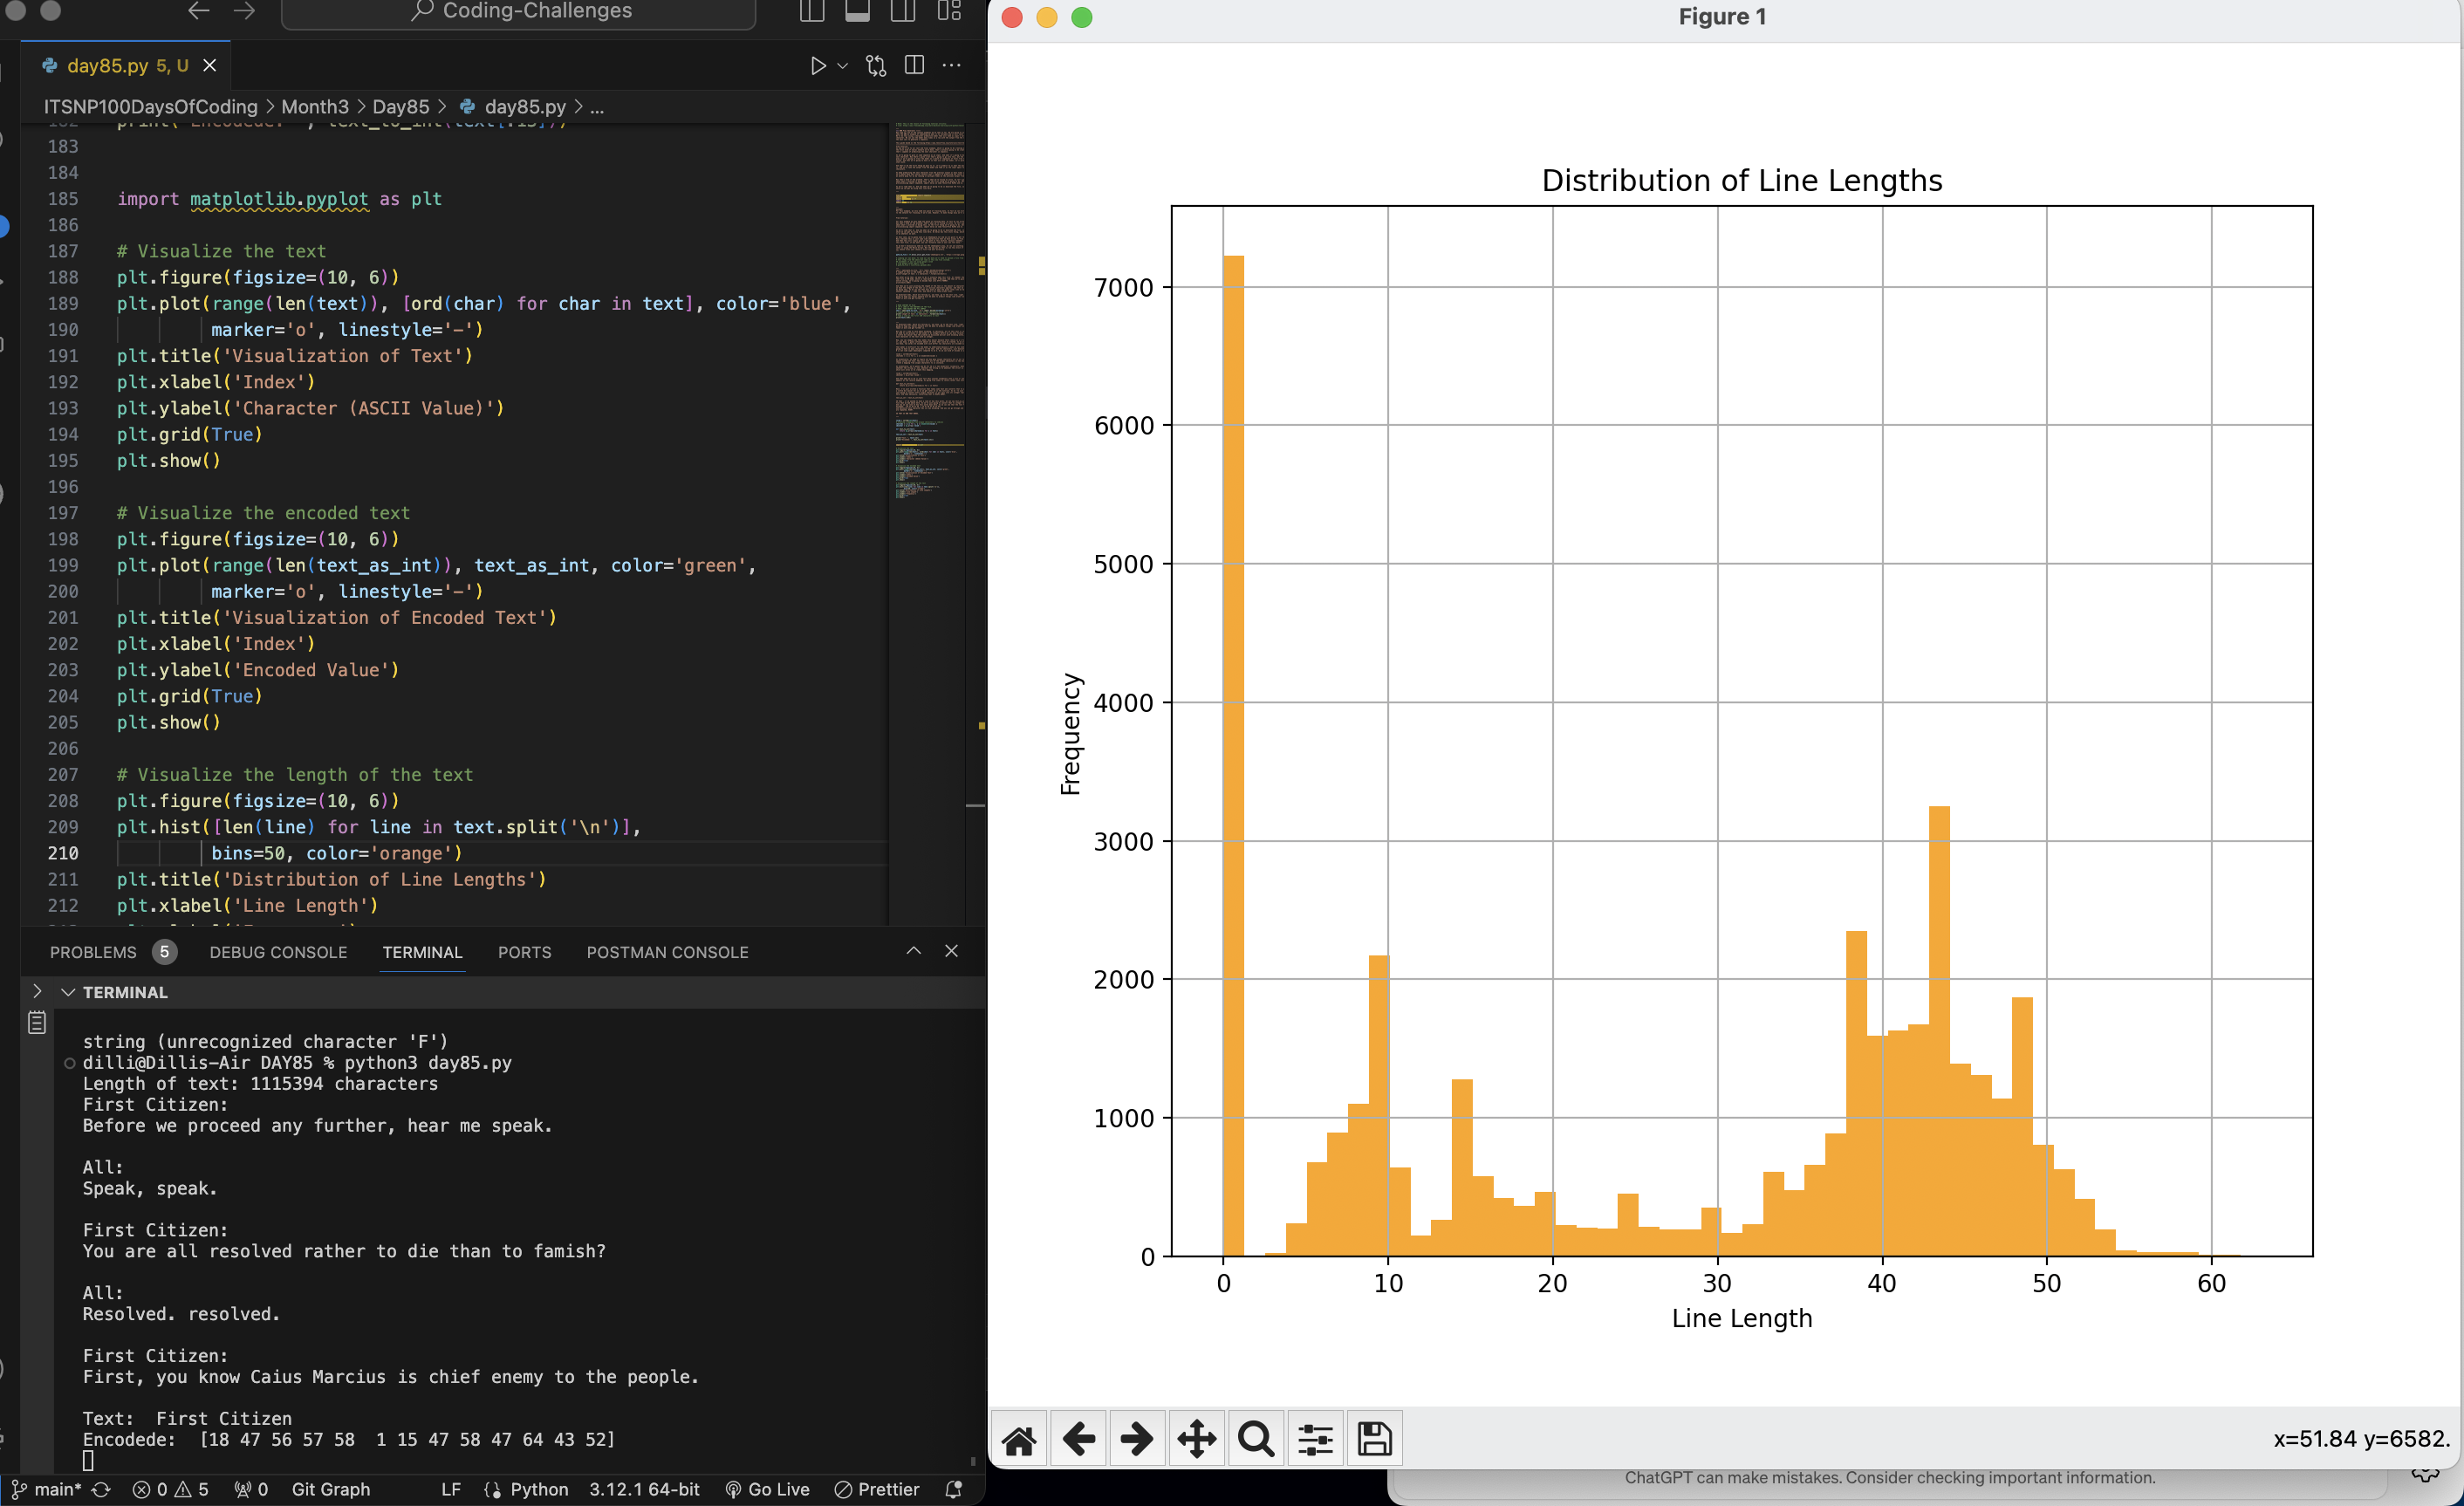 Coding-Challenges
day85.py 5, U
ITSNP100DaysOfCoding > Month3 > Day85 > day85.py > ...
183
184
185 import matplotlib.pyplot as plt
186
187 # Visualize the text
188 plt.figure(figsize=(10, 6))
189 plt.plot(range(len(text)), [ord(char) for char in text], color='blue',
190 marker='o', linestyle='-')
191 plt.title('Visualization of Text')
192 plt.xlabel('Index')
193 plt.ylabel('Character (ASCII Value)')
194 plt.grid(True)
195 plt.show()
196
197 # Visualize the encoded text
198 plt.figure(figsize=(10, 6))
199 plt.plot(range(len(text_as_int)), text_as_int, color='green',
200 marker='o', linestyle='-')
201 plt.title('Visualization of Encoded Text')
202 plt.xlabel('Index')
203 plt.ylabel('Encoded Value')
204 plt.grid(True)
205 plt.show()
206
207 # Visualize the length of the text
208 plt.figure(figsize=(10, 6))
209 plt.hist([len(line) for line in text.split('\n')],
210 bins=50, color='orange')
211 plt.title('Distribution of Line Lengths')
212 plt.xlabel('Line Length')
PROBLEMS 5 DEBUG CONSOLE TERMINAL PORTS POSTMAN CONSOLE
TERMINAL
string (unrecognized character 'F')
dilli@Dillis-Air DAY85 % python3 day85.py
Length of text: 1115394 characters
First Citizen:
Before we proceed any further, hear me speak.
All:
Speak, speak.
First Citizen:
You are all resolved rather to die than to famish?
All:
Resolved. resolved.
First Citizen:
First, you know Caius Marcius is chief enemy to the people.
Text: First Citizen
Encodede: [18 47 56 57 58 1 15 47 58 47 64 43 52]
main* 0 5 0 Git Graph LF Python 3.12.1 64-bit Go Live Prettier
Figure 1
Distribution of Line Lengths
7000
6000
5000
4000
3000
2000
1000
0
Frequency
0 10 20 30 40 50 60
Line Length
x=51.84 y=6582.
ChatGPT can make mistakes. Consider checking important information.